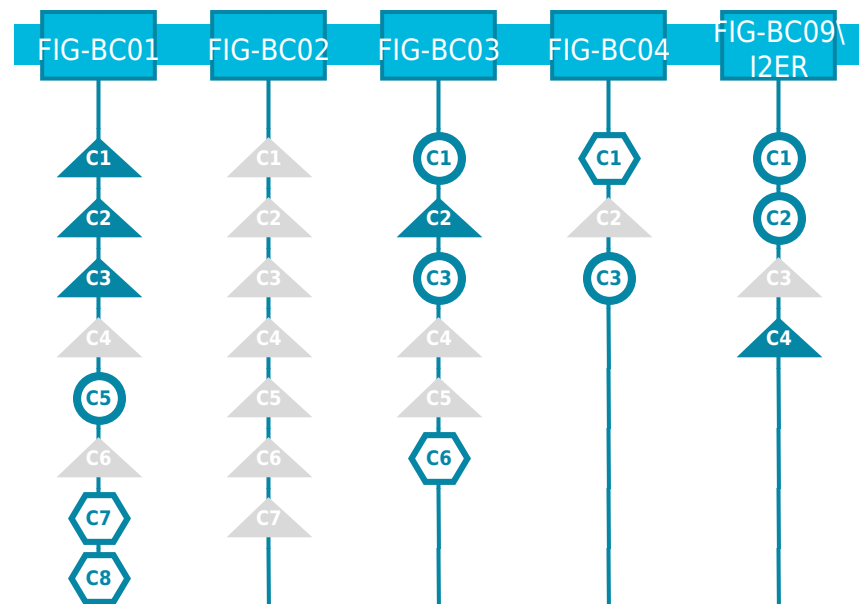 FIG-BC01
FIG-BC02
FIG-BC03
FIG-BC04
FIG-BC09\
I2ER
C1
C2
C3
C4
C5
C6
C7
C8
C1
C2
C3
C4
C5
C6
C7
C1
C2
C3
C4
C5
C6
C1
C2
C3
C1
C2
C3
C4